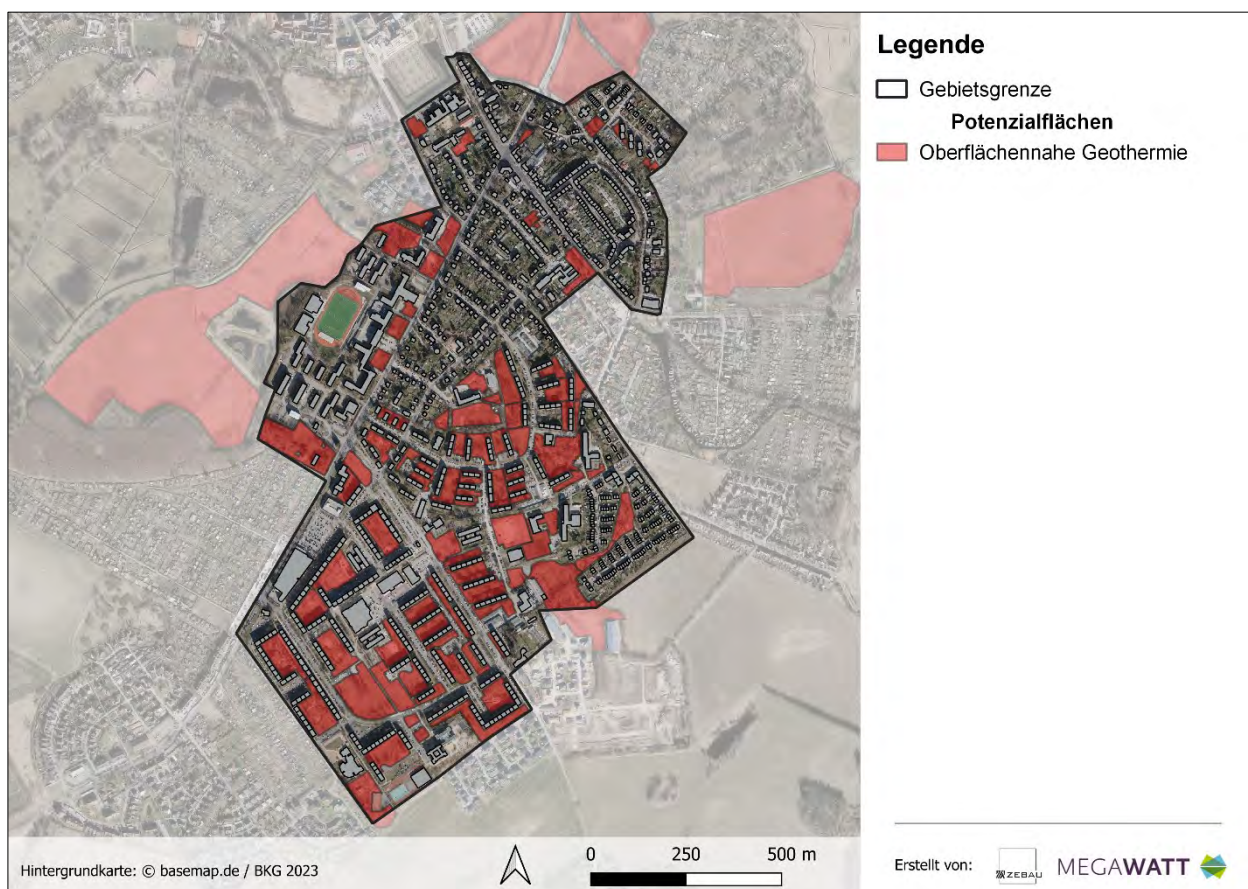 Legende
Gebietsgrenze
Potenzialflächen
Oberflächennahe Geothermie
Hintergrundkarte: © basemap.de / BKG 2023
0 250 500 m
Erstellt von:
ZEBAU
MEGAWATT